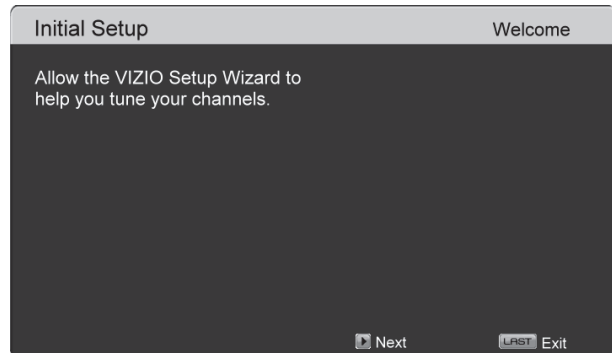 Initial Setup Welcome
Allow the VIZIO Setup Wizard to
help you tune your channels.
Next LAST Exit